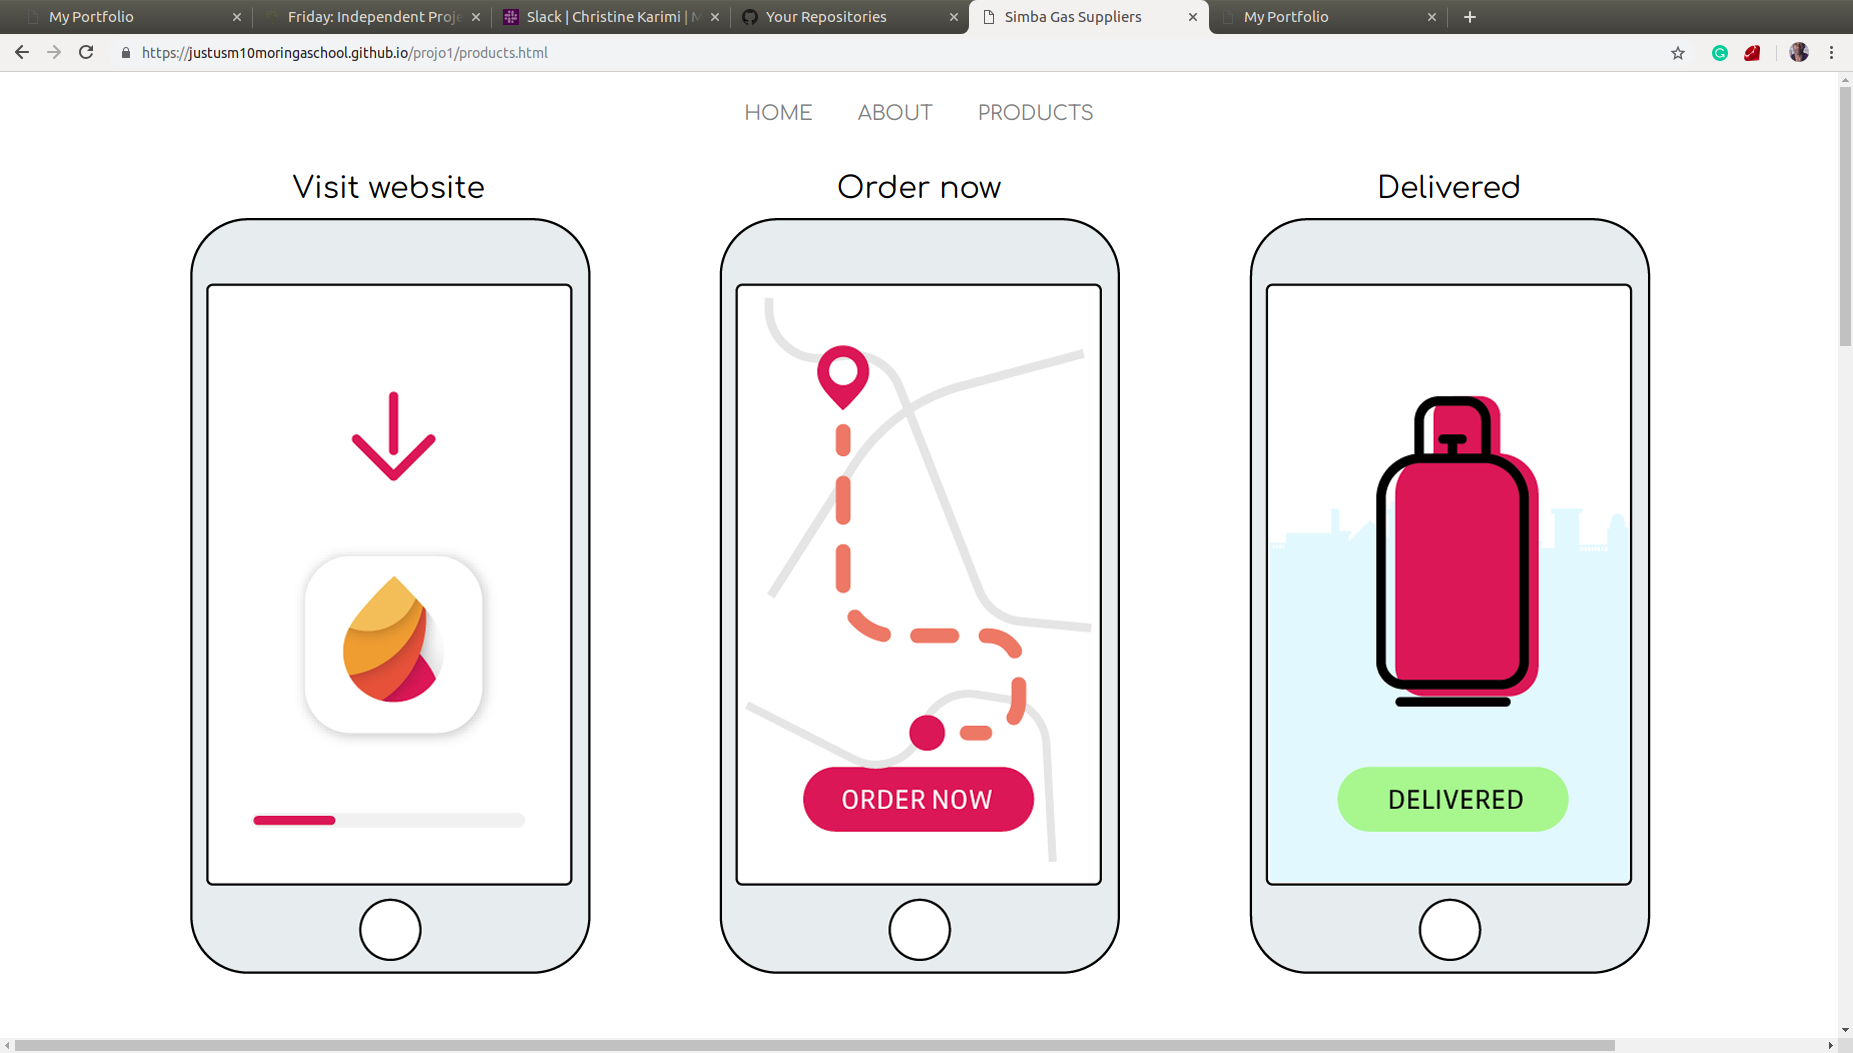 My Portfolio
Friday: Independent Proje
Slack | Christine Karimi | M
Your Repositories
Simba Gas Suppliers
My Portfolio
https://justusm10moringaschool.github.io/projo1/products.html
HOME
ABOUT
PRODUCTS
Visit website
Order now
Delivered
ORDER NOW
DELIVERED